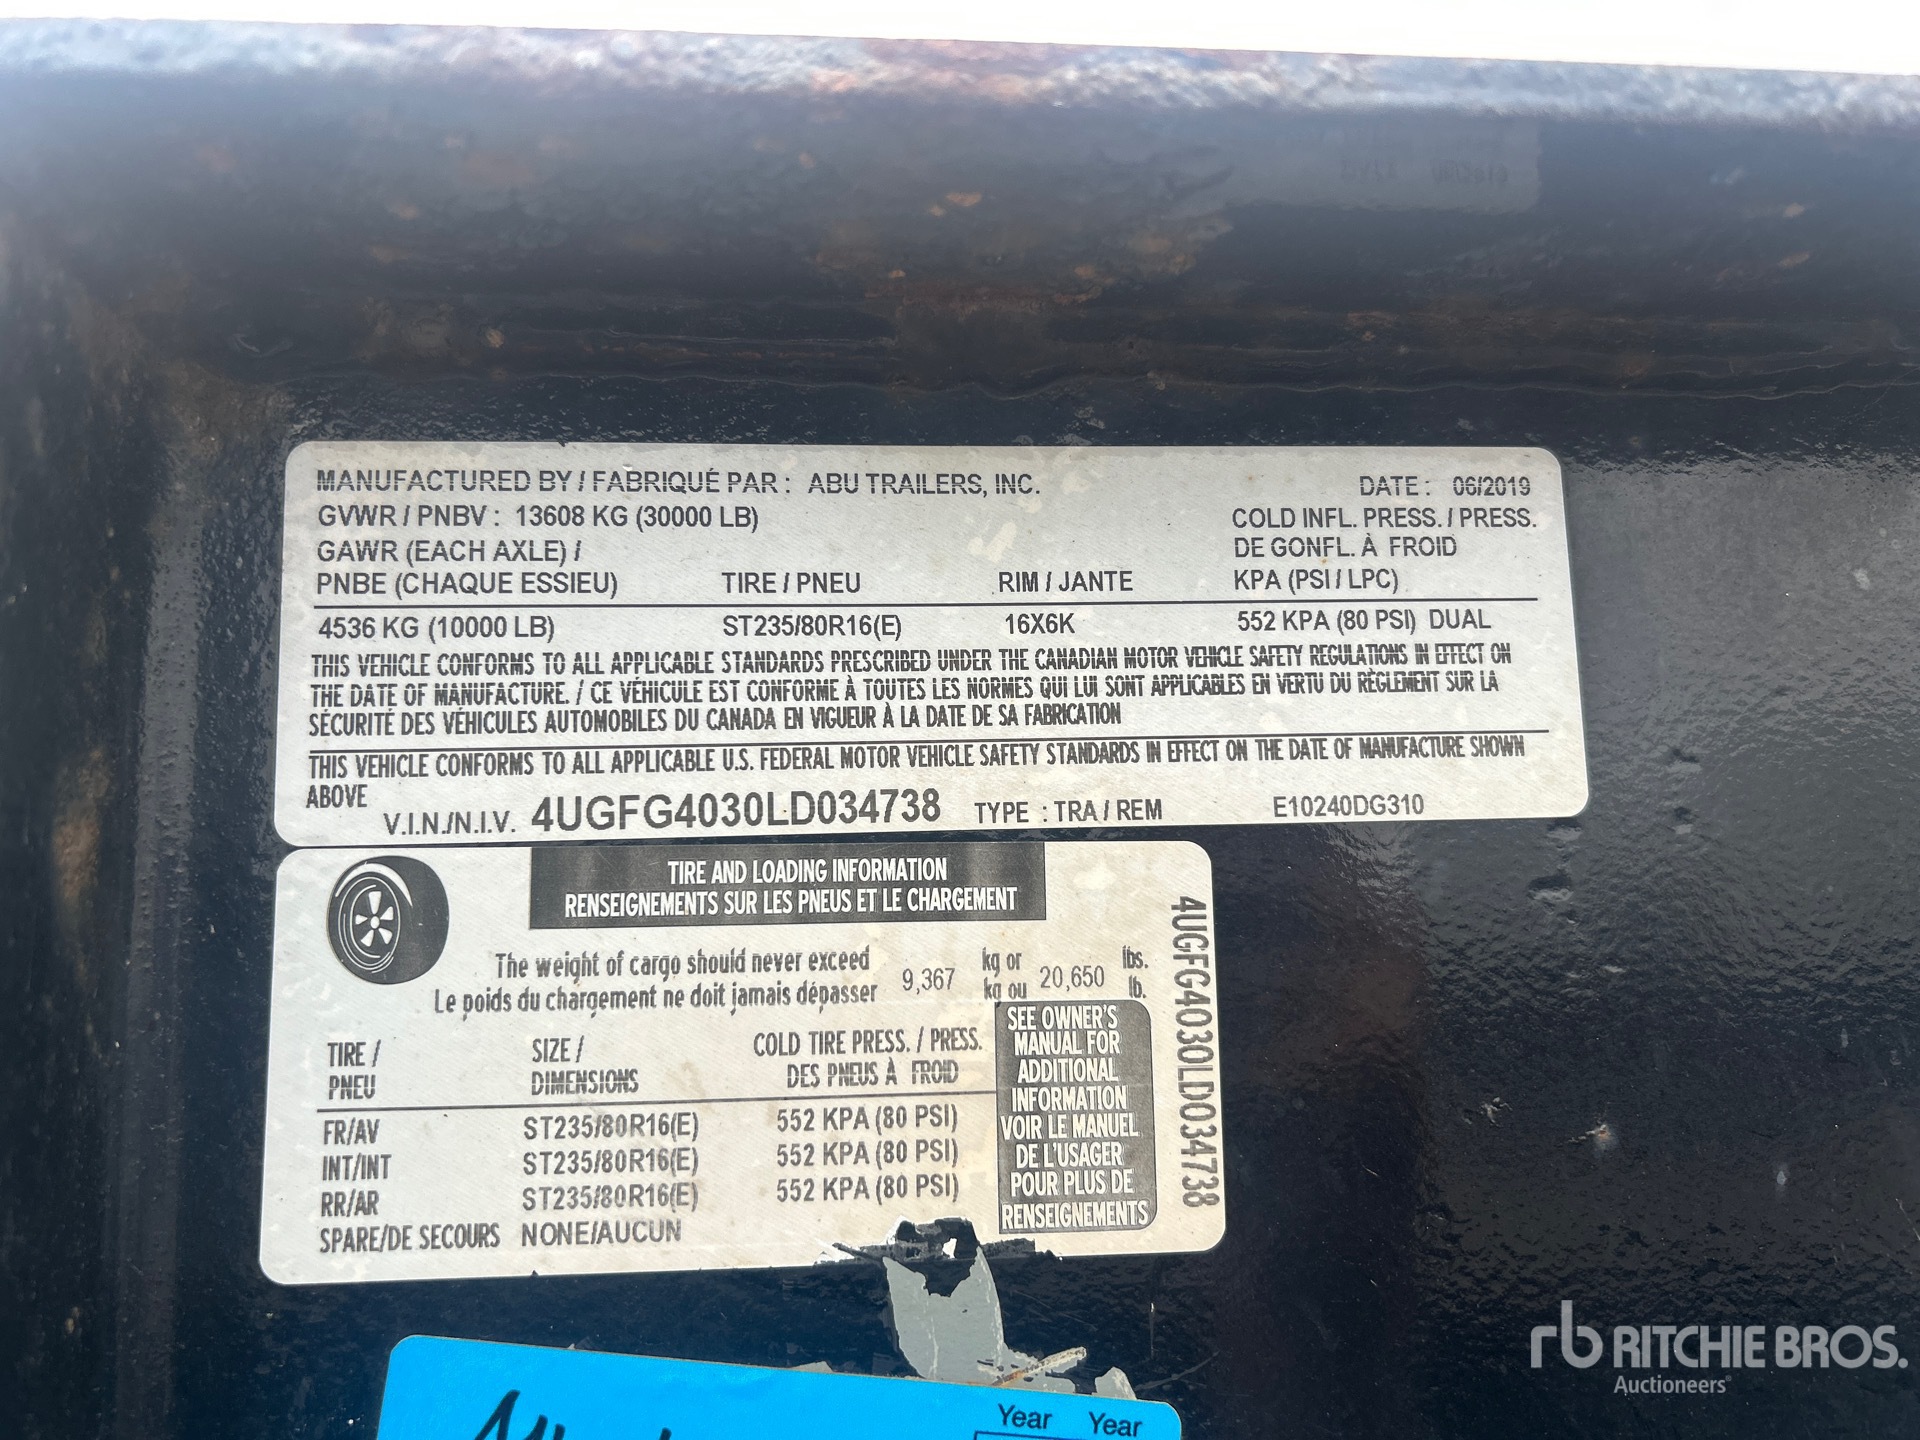 MANUFACTURED BY / FABRIQUÉ PAR : ABU TRAILERS, INC. DATE : 06/2019
GVWR / PNBV : 13608 KG (30000 LB) COLD INFL. PRESS. / PRESS.
GAWR (EACH AXLE) / DE GONFL. À FROID
PNBE (CHAQUE ESSIEU) TIRE / PNEU RIM / JANTE KPA (PSI / LPC)
4536 KG (10000 LB) ST235/80R16(E) 16X6K 552 KPA (80 PSI) DUAL
THIS VEHICLE CONFORMS TO ALL APPLICABLE STANDARDS PRESCRIBED UNDER THE CANADIAN MOTOR VEHICLE SAFETY REGULATIONS IN EFFECT ON
THE DATE OF MANUFACTURE. / CE VÉHICULE EST CONFORME À TOUTES LES NORMES QUI LUI SONT APPLICABLES EN VERTU DU RÈGLEMENT SUR LA
SÉCURITÉ DES VÉHICULES AUTOMOBILES DU CANADA EN VIGUEUR À LA DATE DE SA FABRICATION
THIS VEHICLE CONFORMS TO ALL APPLICABLE U.S. FEDERAL MOTOR VEHICLE SAFETY STANDARDS IN EFFECT ON THE DATE OF MANUFACTURE SHOWN
ABOVE
V.I.N./N.I.V. 4UGFG4030LD034738 TYPE : TRA / REM E10240DG310
TIRE AND LOADING INFORMATION
RENSEIGNEMENTS SUR LES PNEUS ET LE CHARGEMENT
The weight of cargo should never exceed 9,367 kg or 20,650 lbs.
Le poids du chargement ne doit jamais dépasser kg ou lb.
TIRE / SIZE / COLD TIRE PRESS. / PRESS.
PNEU DIMENSIONS DES PNEUS À FROID
FR/AV ST235/80R16(E) 552 KPA (80 PSI)
INT/INT ST235/80R16(E) 552 KPA (80 PSI)
RR/AR ST235/80R16(E) 552 KPA (80 PSI)
SPARE/DE SECOURS NONE/AUCUN
SEE OWNER'S
MANUAL FOR
ADDITIONAL
INFORMATION
VOIR LE MANUEL
DE L'USAGER
POUR PLUS DE
RENSEIGNEMENTS
4UGFG4030LD034738
Year Year
rb RITCHIE BROS.
Auctioneers